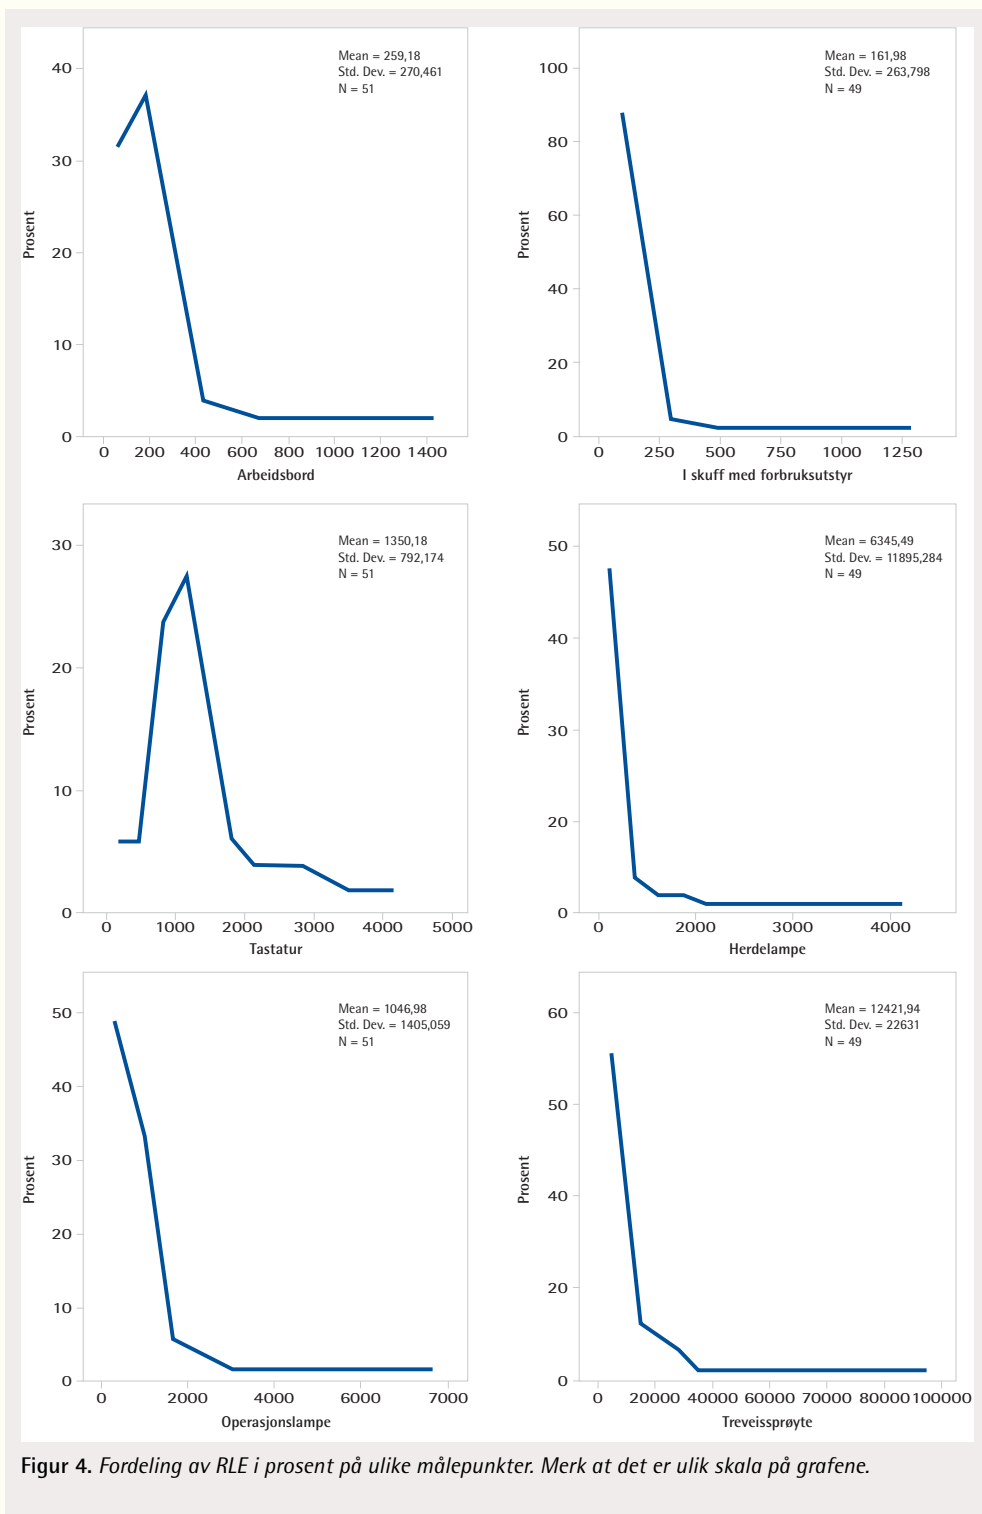 Mean = 259,18
Std. Dev. = 270,461
N = 51
40
30
20
10
0
Prosent
0 200 400 600 800 1000 1200 1400
Arbeidsbord
Mean = 161,98
Std. Dev. = 263,798
N = 49
100
80
60
40
20
0
Prosent
0 250 500 750 1000 1250
I skuff med forbruksutstyr
Mean = 1350,18
Std. Dev. = 792,174
N = 51
30
20
10
0
Prosent
0 1000 2000 3000 4000 5000
Tastatur
Mean = 6345,49
Std. Dev. = 11895,284
N = 49
50
40
30
20
0
Prosent
0 2000 3000 4000
Herdelampe
Mean = 1046,98
Std. Dev. = 1405,059
N = 51
50
40
30
20
10
0
Prosent
0 2000 4000 6000 7000
Operasjonslampe
Mean = 12421,94
Std. Dev. = 22631
N = 49
60
50
40
20
0
Prosent
0 20000 40000 60000 70000 80000 100000
Treveissprøyte
Figur 4. Fordeling av RLE i prosent på ulike målepunkter. Merk at det er ulik skala på grafene.